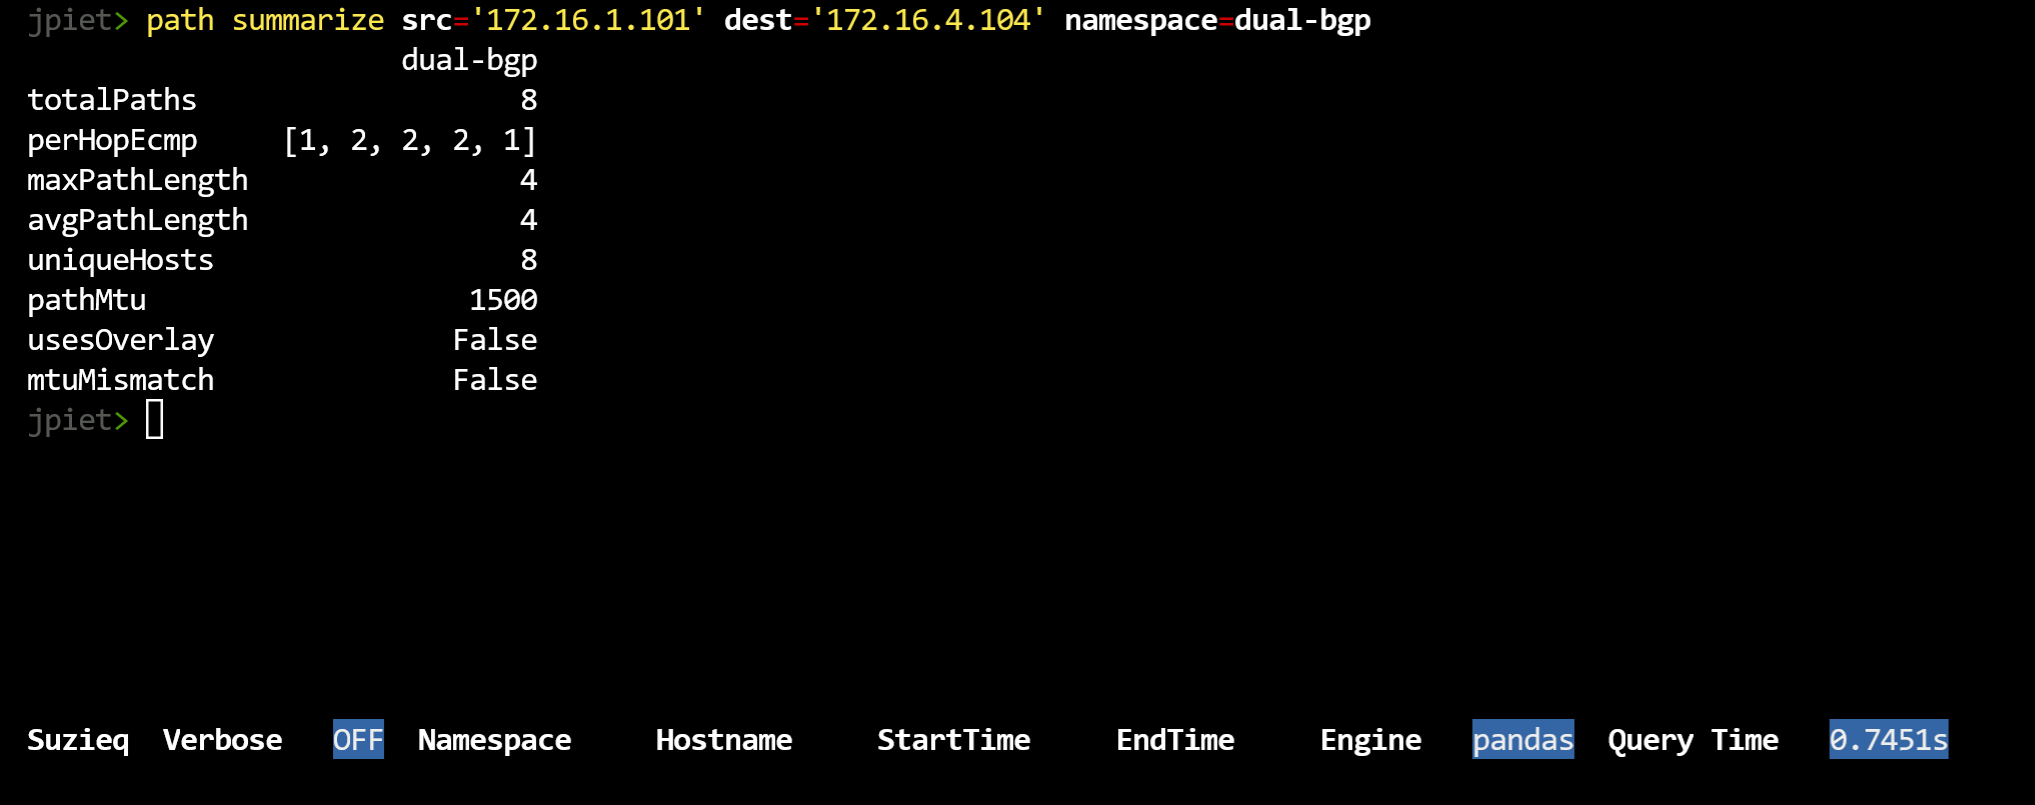 jpiet> path summarize src='172.16.1.101' dest='172.16.4.104' namespace=dual-bgp
dual-bgp
totalPaths 8
perHopEcmp [1, 2, 2, 2, 1]
maxPathLength 4
avgPathLength 4
uniqueHosts 8
pathMtu 1500
usesOverlay False
mtuMismatch False
jpiet>
Suzieq Verbose OFF Namespace Hostname StartTime EndTime Engine pandas Query Time 0.7451s